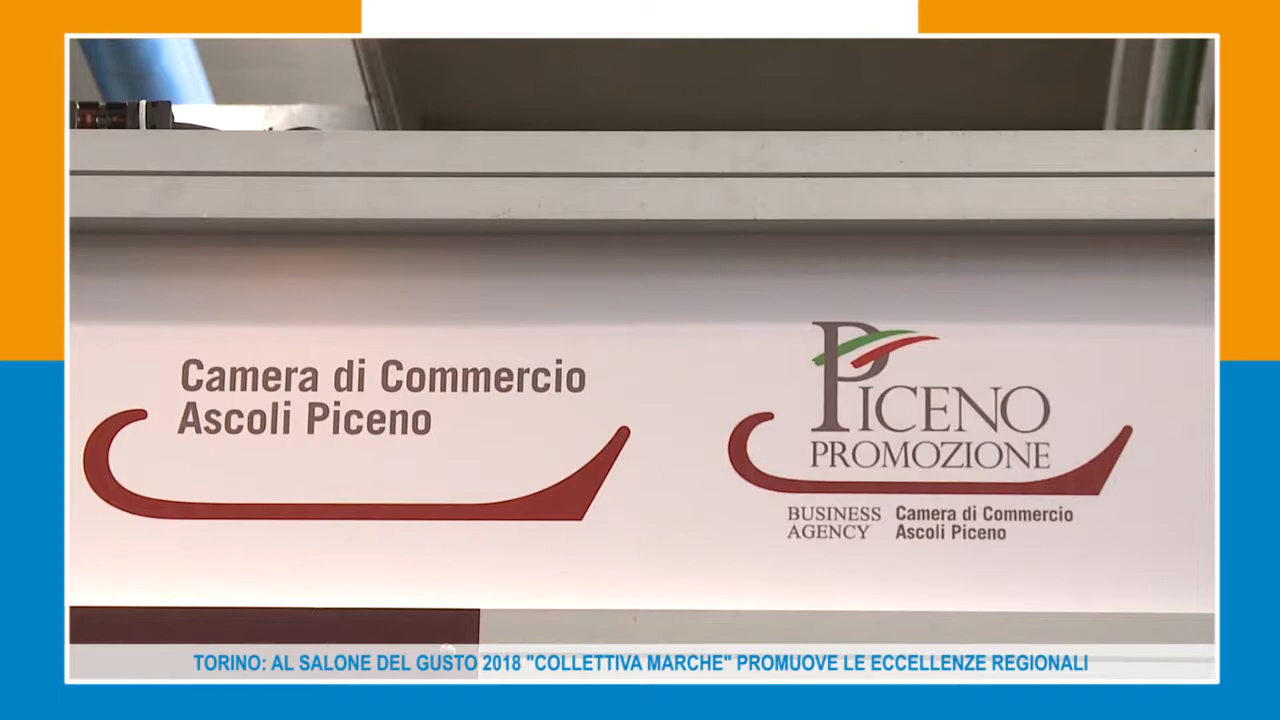 Camera di Commercio
Ascoli Piceno
PICENO
PROMOZIONE
BUSINESS
AGENCY
Camera di Commercio
Ascoli Piceno
TORINO: AL SALONE DEL GUSTO 2018 "COLLETTIVA MARCHE" PROMUOVE LE ECCELLENZE REGIONALI